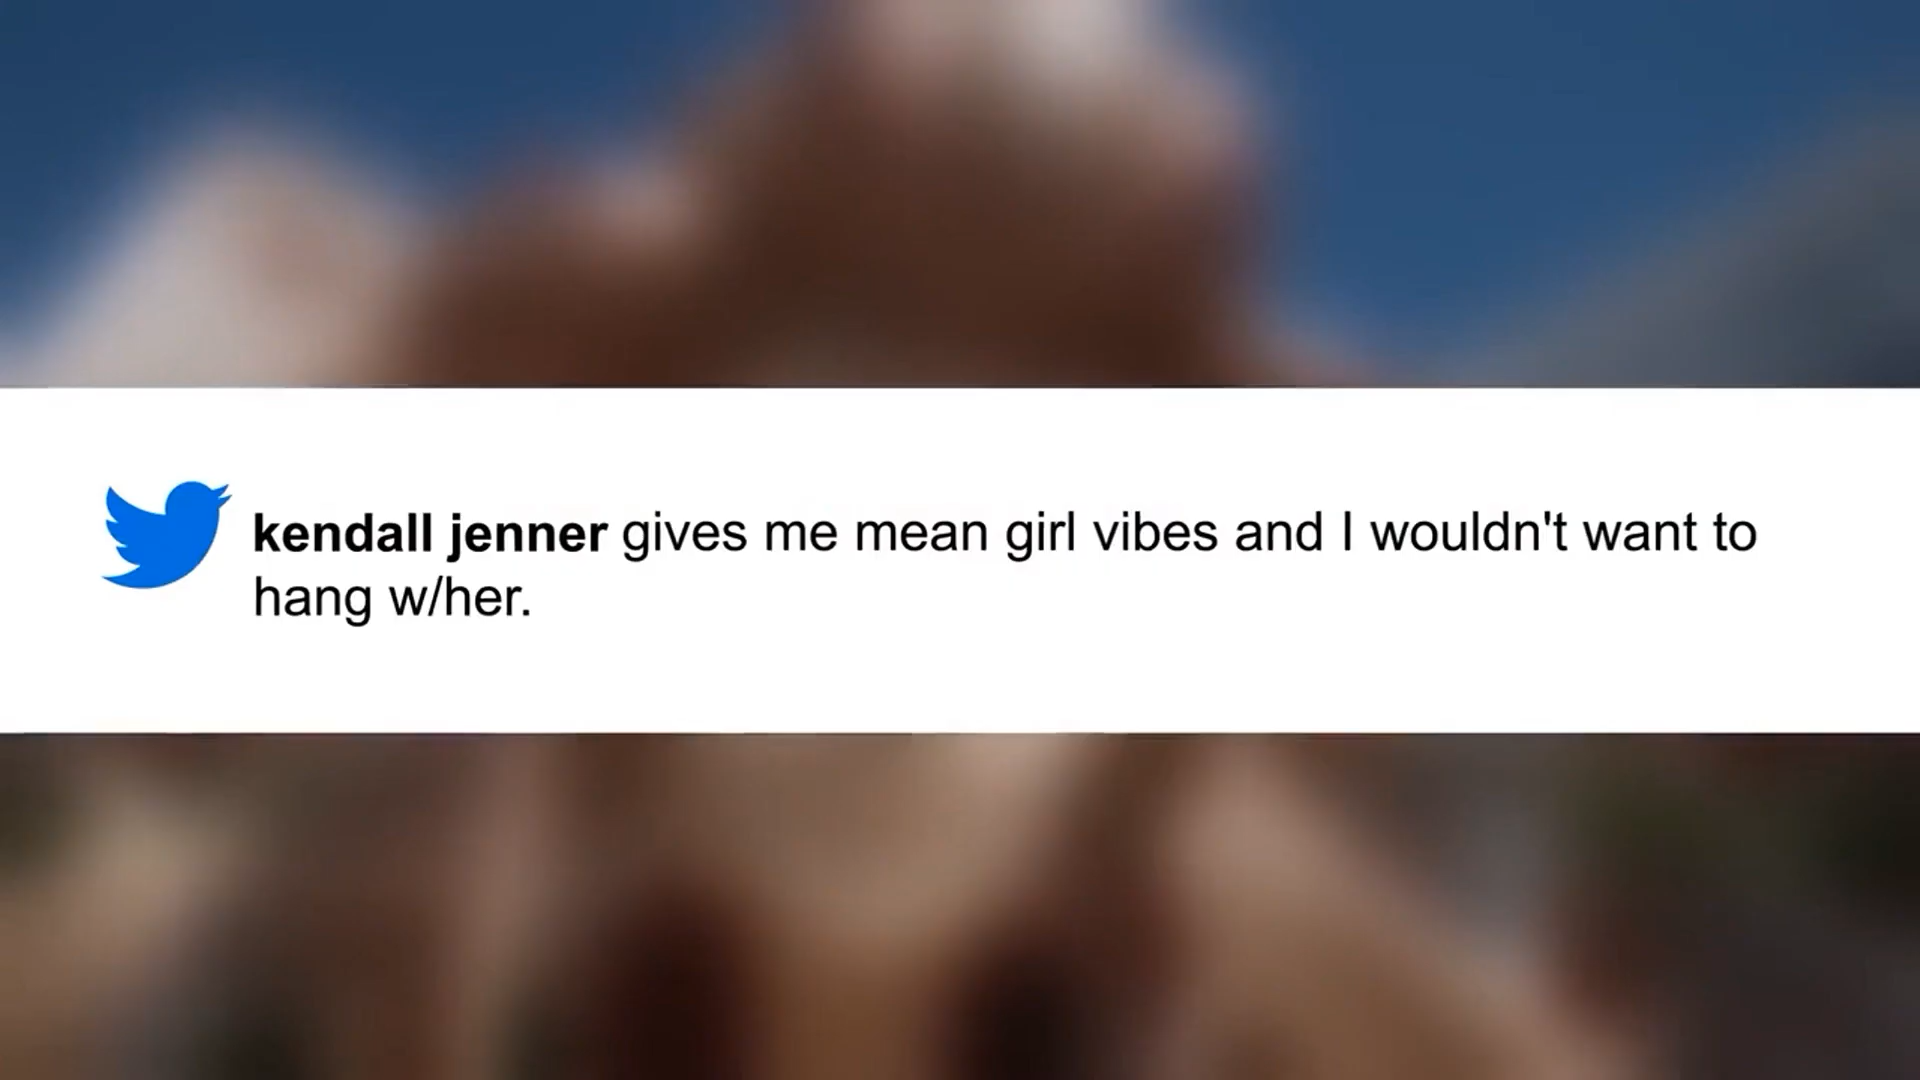 kendall jenner gives me mean girl vibes and I wouldn't want to
hang w/her.